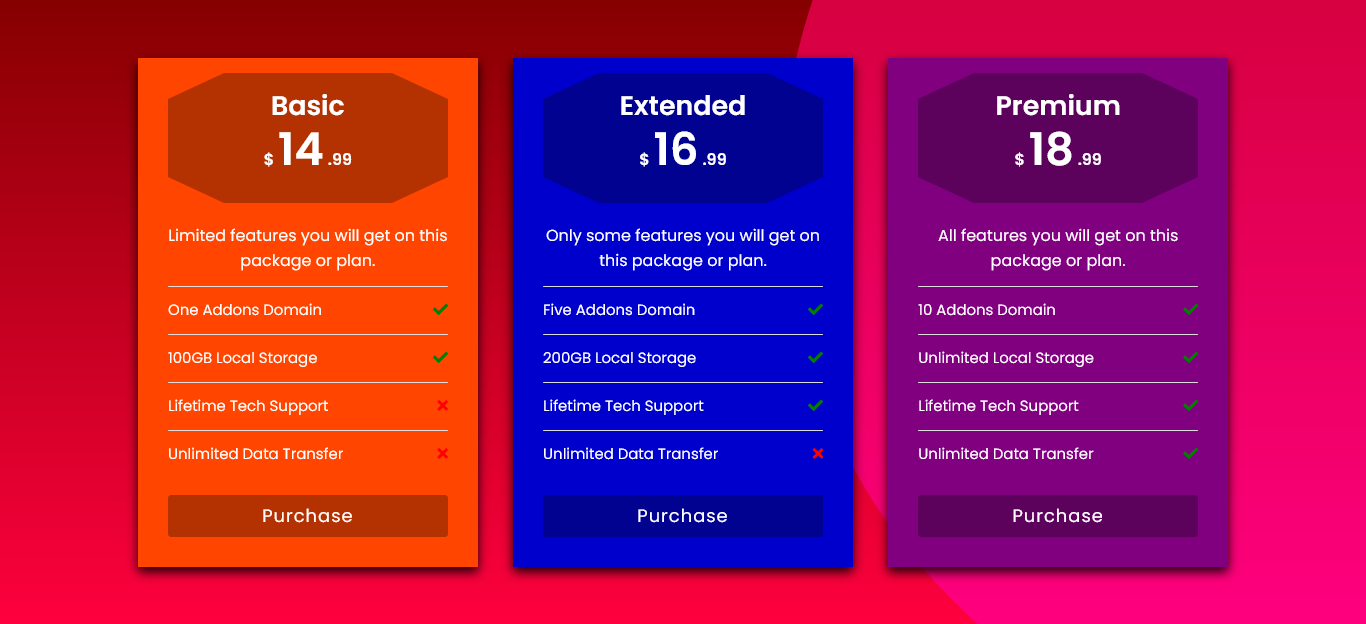 Basic
$ 14 .99
Limited features you will get on this
package or plan.
One Addons Domain
100GB Local Storage
Lifetime Tech Support
Unlimited Data Transfer
Purchase
Extended
$ 16 .99
Only some features you will get on
this package or plan.
Five Addons Domain
200GB Local Storage
Lifetime Tech Support
Unlimited Data Transfer
Purchase
Premium
$ 18 .99
All features you will get on this
package or plan.
10 Addons Domain
Unlimited Local Storage
Lifetime Tech Support
Unlimited Data Transfer
Purchase